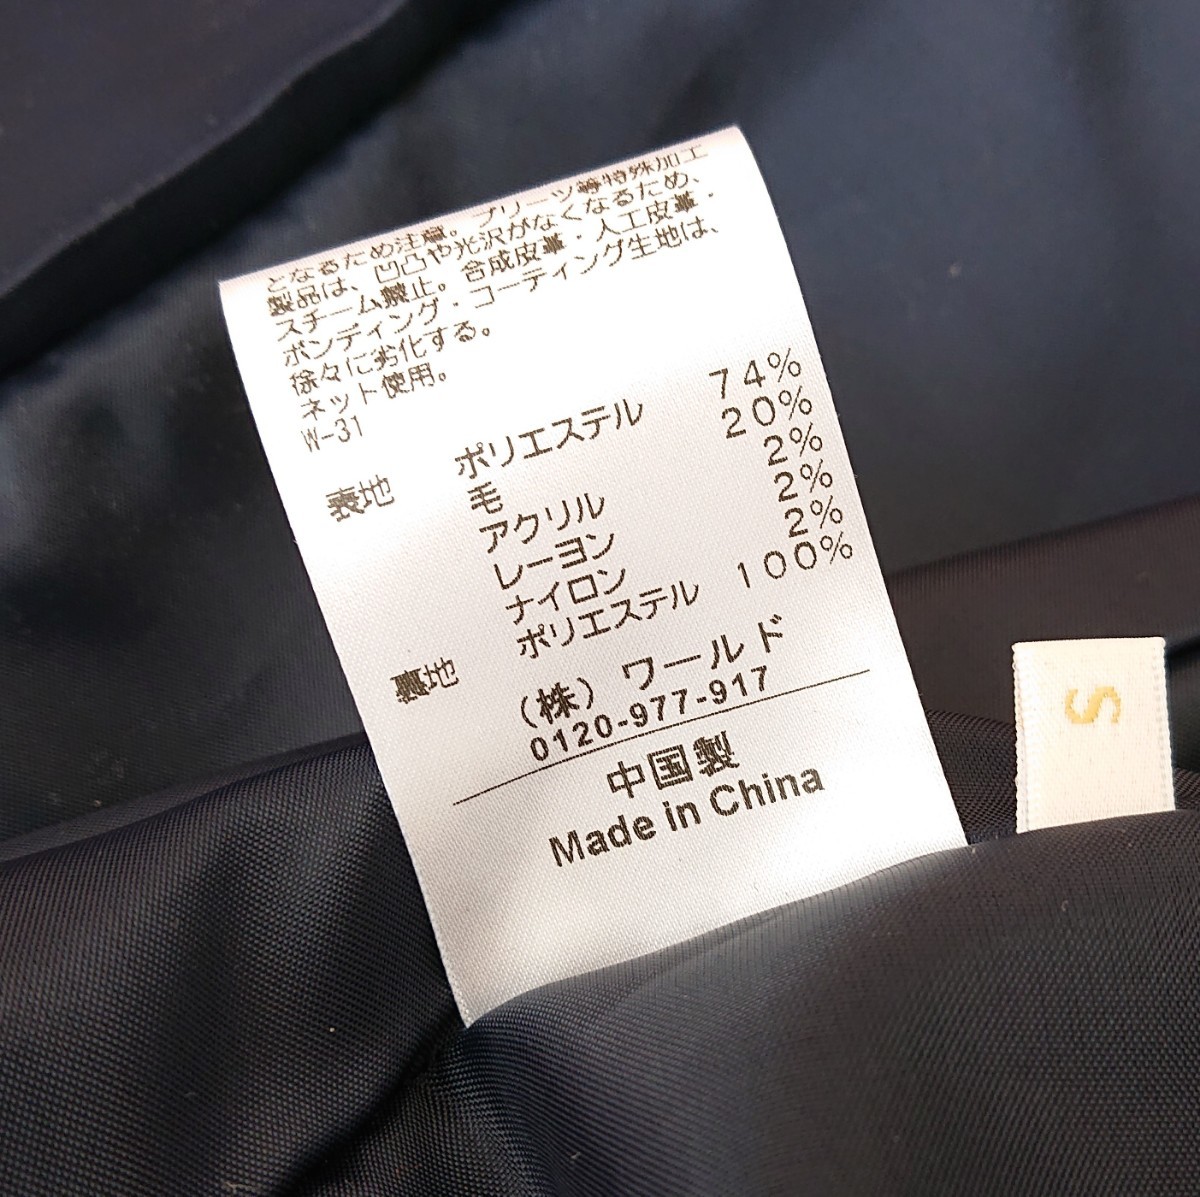 となるため注意。プリーツ等特殊加工
製品は、凹凸や光沢がなくなるため、
スチーム禁止。合成皮革・人工皮革・
ボンディング・コーティング生地は、
徐々に劣化する。
ネット使用。
W-31
表地 ポリエステル 74%
毛 20%
アクリル 2%
レーヨン 2%
ナイロン 2%
裏地 ポリエステル 100%
(株) ワールド
0120-977-917
中国製
Made in China
S